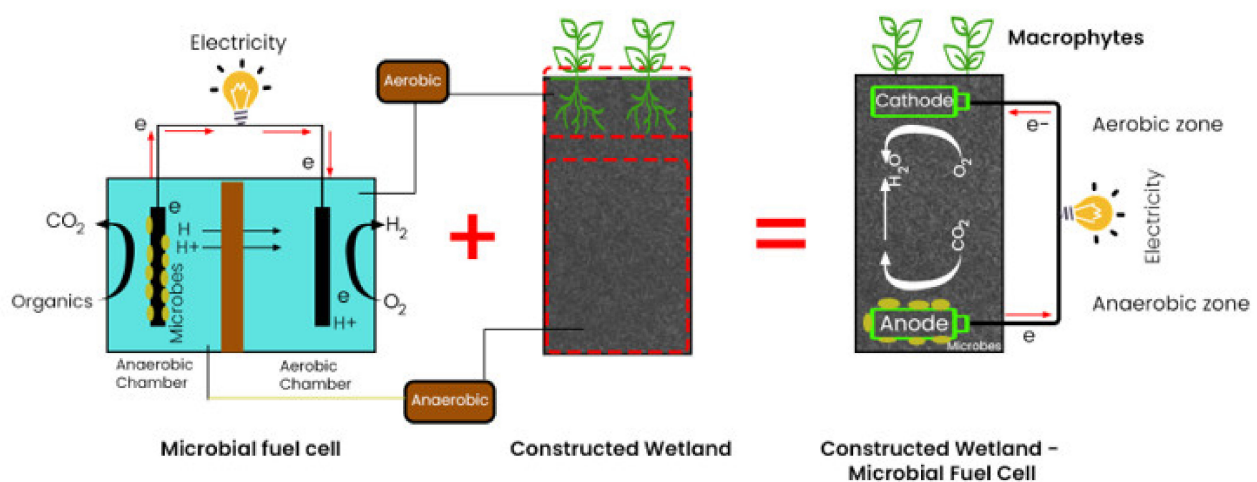 Electricity
e
e
Aerobic
CO2
e
H
H+
Microbes
H2
Organics
e
O2
H+
Anaerobic
Chamber
Aerobic
Chamber
Anaerobic
Microbial fuel cell
Constructed Wetland
Macrophytes
Cathode
e-
Aerobic zone
H2O
O2
Electricity
CO2
Anaerobic zone
Anode
Microbes
e
Constructed Wetland -
Microbial Fuel Cell